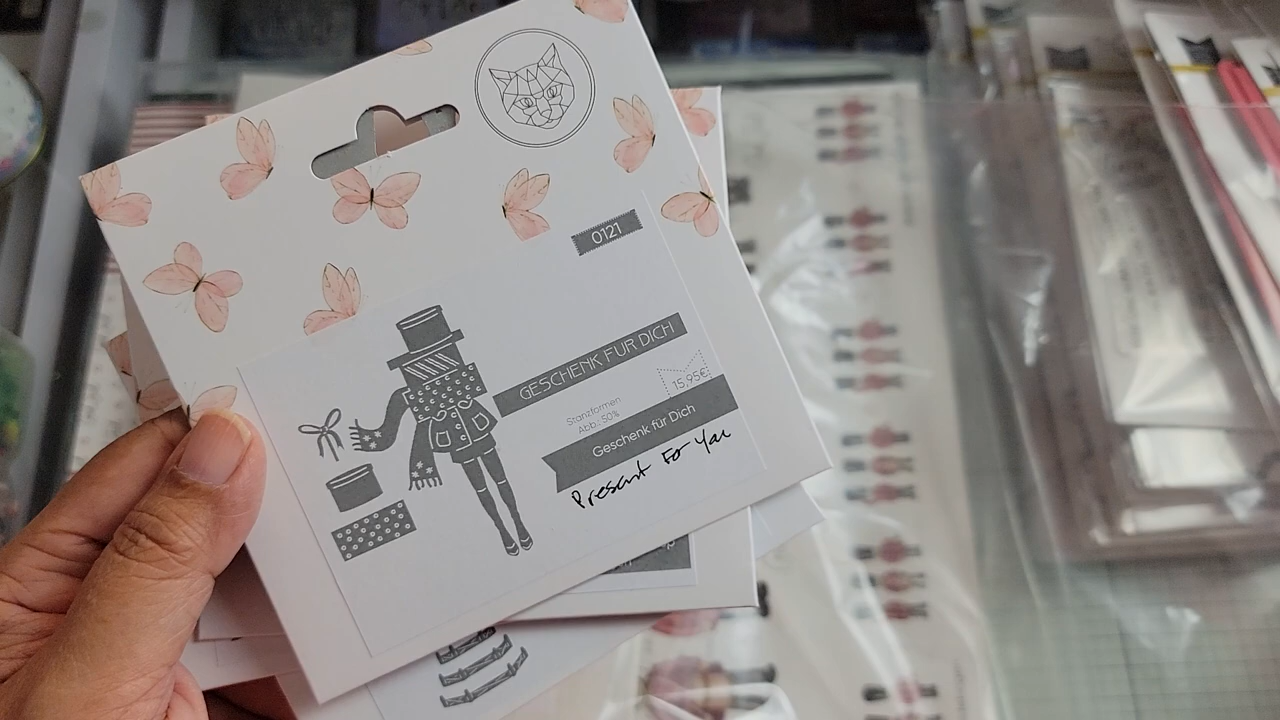 0121
GESCHENK FÜR DICH
15,95€
Stanzformen
Abb.: 50%
Geschenk für Dich
Present For You